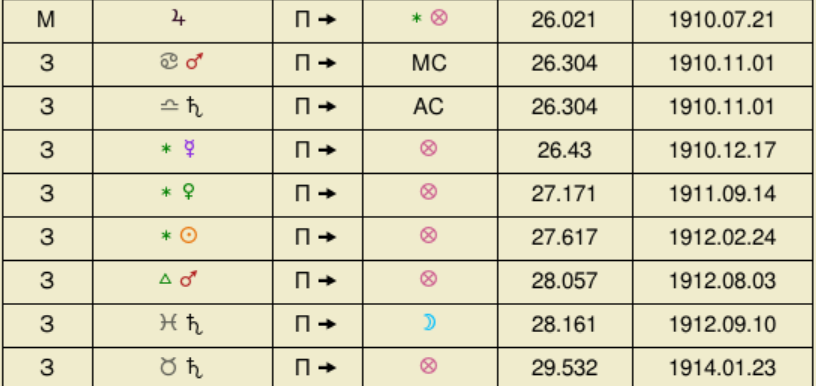 М ♃ П → ⚹ ⊗ 26.021 1910.07.21
З ♋ ♂ П → MC 26.304 1910.11.01
З ♎ ♄ П → AC 26.304 1910.11.01
З ⚹ ☿ П → ⊗ 26.43 1910.12.17
З ⚹ ♀ П → ⊗ 27.171 1911.09.14
З ⚹ ☉ П → ⊗ 27.617 1912.02.24
З △ ♂ П → ⊗ 28.057 1912.08.03
З ♓ ♄ П → ☽ 28.161 1912.09.10
З ♉ ♄ П → ⊗ 29.532 1914.01.23